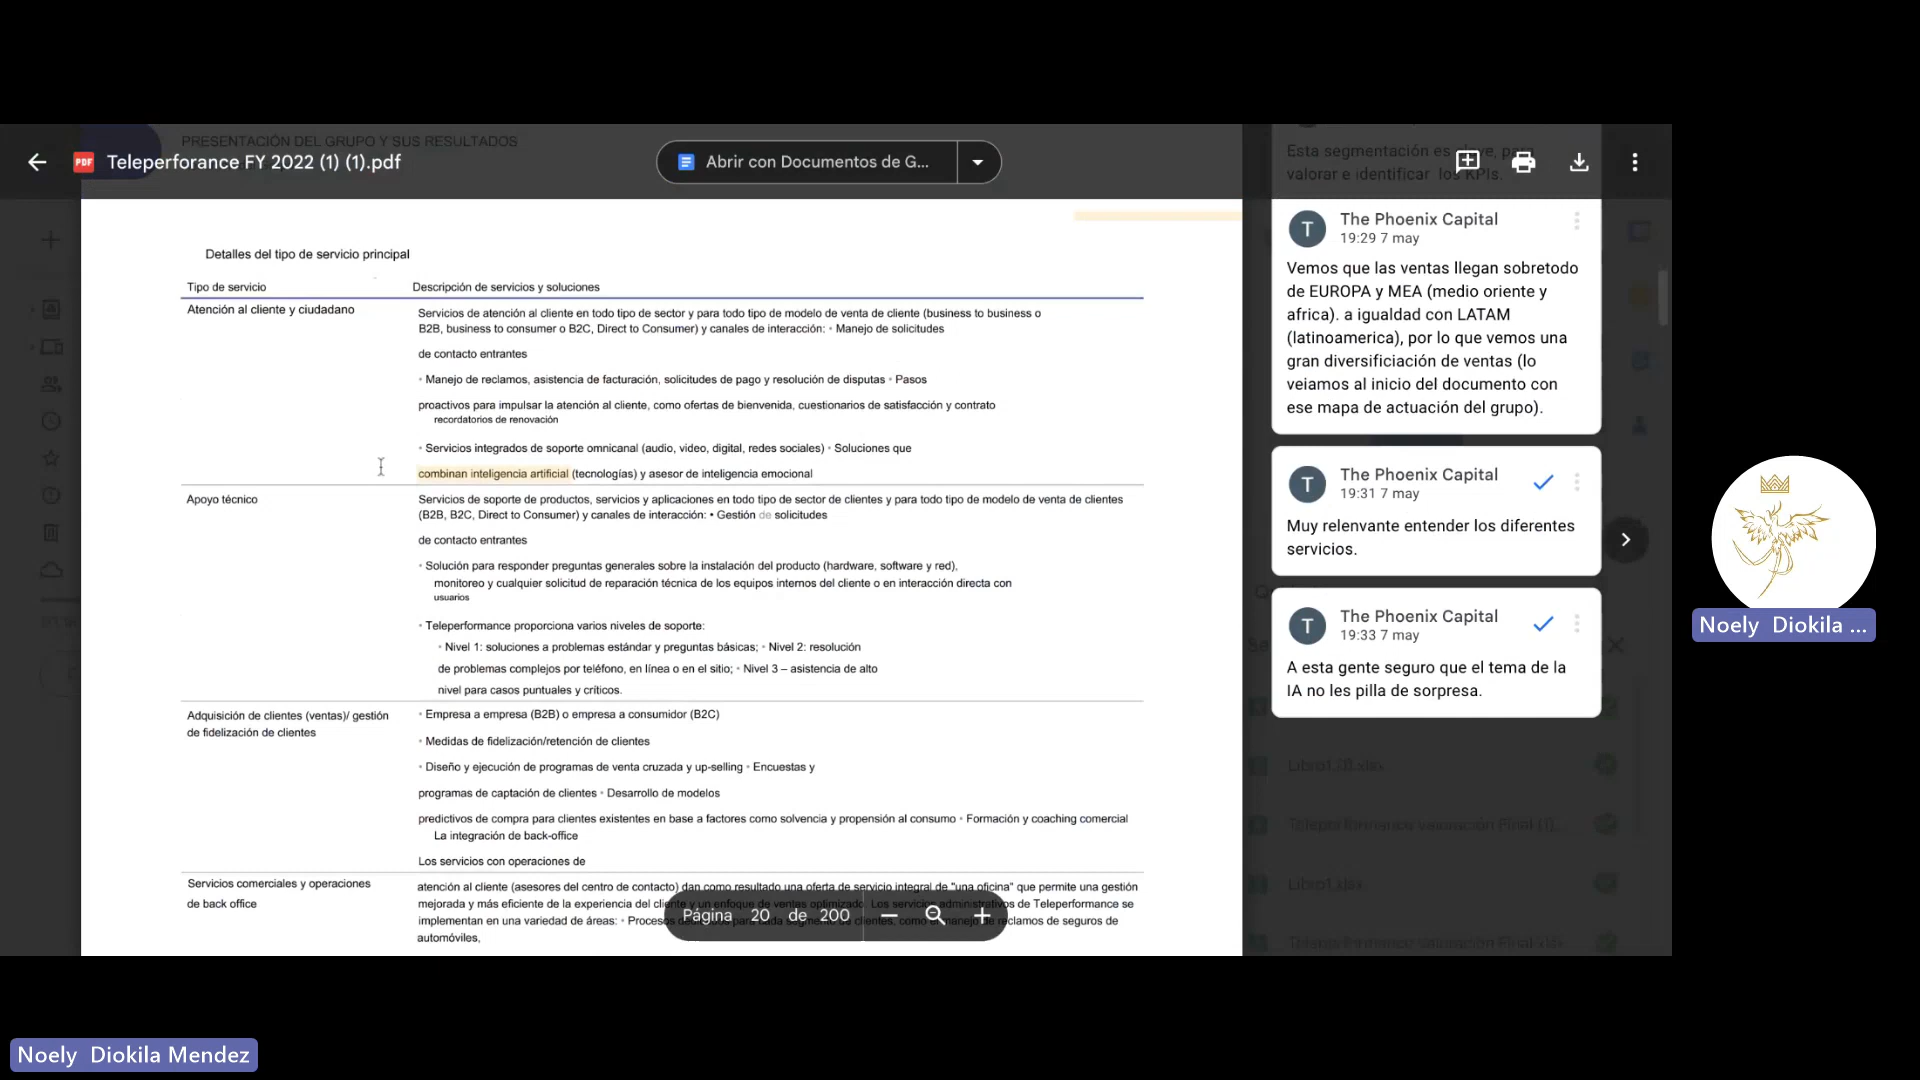 PRESENTACIÓN DEL GRUPO Y SUS RESULTADOS
Teleperforance FY 2022 (1) (1).pdf
Abrir con Documentos de G...
Detalles del tipo de servicio principal
Tipo de servicio
Descripción de servicios y soluciones
Atención al cliente y ciudadano
Servicios de atención al cliente en todo tipo de sector y para todo tipo de modelo de venta de cliente (business to business o
B2B, business to consumer o B2C, Direct to Consumer) y canales de interacción: • Manejo de solicitudes
de contacto entrantes
• Manejo de reclamos, asistencia de facturación, solicitudes de pago y resolución de disputas • Pasos
proactivos para impulsar la atención al cliente, como ofertas de bienvenida, cuestionarios de satisfacción y contrato
recordatorios de renovación
• Servicios integrados de soporte omnicanal (audio, video, digital, redes sociales) • Soluciones que
combinan inteligencia artificial (tecnologías) y asesor de inteligencia emocional
Apoyo técnico
Servicios de soporte de productos, servicios y aplicaciones en todo tipo de sector de clientes y para todo tipo de modelo de venta de clientes
(B2B, B2C, Direct to Consumer) y canales de interacción: • Gestión de solicitudes
de contacto entrantes
• Solución para responder preguntas generales sobre la instalación del producto (hardware, software y red),
monitoreo y cualquier solicitud de reparación técnica de los equipos internos del cliente o en interacción directa con
usuarios
• Teleperformance proporciona varios niveles de soporte:
• Nivel 1: soluciones a problemas estándar y preguntas básicas; • Nivel 2: resolución
de problemas complejos por teléfono, en línea o en el sitio; • Nivel 3 – asistencia de alto
nivel para casos puntuales y críticos.
Adquisición de clientes (ventas)/ gestión
de fidelización de clientes
• Empresa a empresa (B2B) o empresa a consumidor (B2C)
• Medidas de fidelización/retención de clientes
• Diseño y ejecución de programas de venta cruzada y up-selling • Encuestas y
programas de captación de clientes • Desarrollo de modelos
predictivos de compra para clientes existentes en base a factores como solvencia y propensión al consumo • Formación y coaching comercial
La integración de back-office
Los servicios con operaciones de
Servicios comerciales y operaciones
de back office
atención al cliente (asesores del centro de contacto) dan como resultado una oferta de servicio integral de "una oficina" que permite una gestión
mejorada y más eficiente de la experiencia del cliente y un enfoque de ventas optimizado. Los servicios administrativos de Teleperformance se
implementan en una variedad de áreas: • Procesos para cada segmento de clientes: como el manejo de reclamos de seguros de
automóviles,
Página 20 de 200
Esta segmentación es clave, para
valorar e identificar los KPIs.
T
The Phoenix Capital
19:29 7 may
Vemos que las ventas llegan sobretodo
de EUROPA y MEA (medio oriente y
africa). a igualdad con LATAM
(latinoamerica), por lo que vemos una
gran diversificiación de ventas (lo
veiamos al inicio del documento con
ese mapa de actuación del grupo).
T
The Phoenix Capital
19:31 7 may
Muy relenvante entender los diferentes
servicios.
T
The Phoenix Capital
19:33 7 may
A esta gente seguro que el tema de la
IA no les pilla de sorpresa.
Teleperformance valoración Final (1)...
Libro1.xlsx
Teleperformance valoración Final.xlsx
Noely Diokila ...
Noely Diokila Mendez